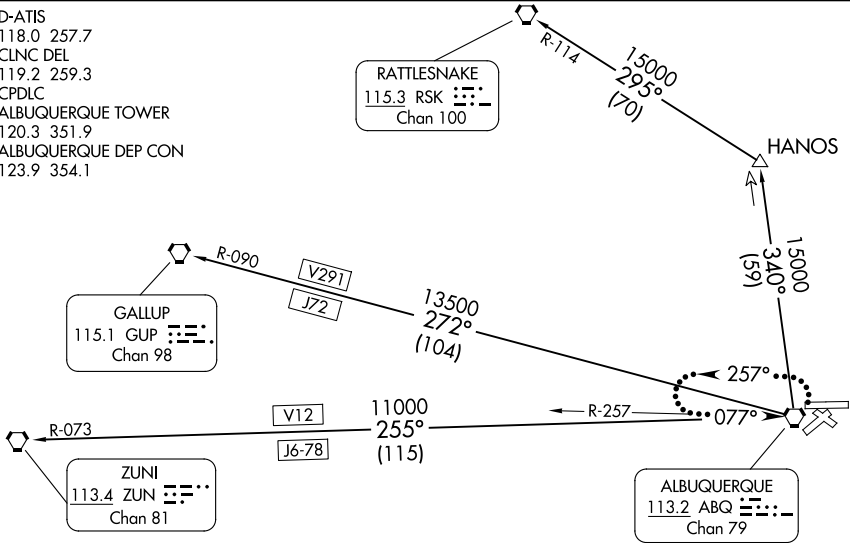 D-ATIS
118.0 257.7
CLNC DEL
119.2 259.3
CPDLC
ALBUQUERQUE TOWER
120.3 351.9
ALBUQUERQUE DEP CON
123.9 354.1
RATTLESNAKE
115.3 RSK
Chan 100
R-114
15000
295°
(70)
HANOS
15000
340°
(59)
GALLUP
115.1 GUP
Chan 98
R-090
V291
J72
13500
272°
(104)
257°
077°
R-257
ZUNI
113.4 ZUN
Chan 81
R-073
V12
J6-78
11000
255°
(115)
ALBUQUERQUE
113.2 ABQ
Chan 79